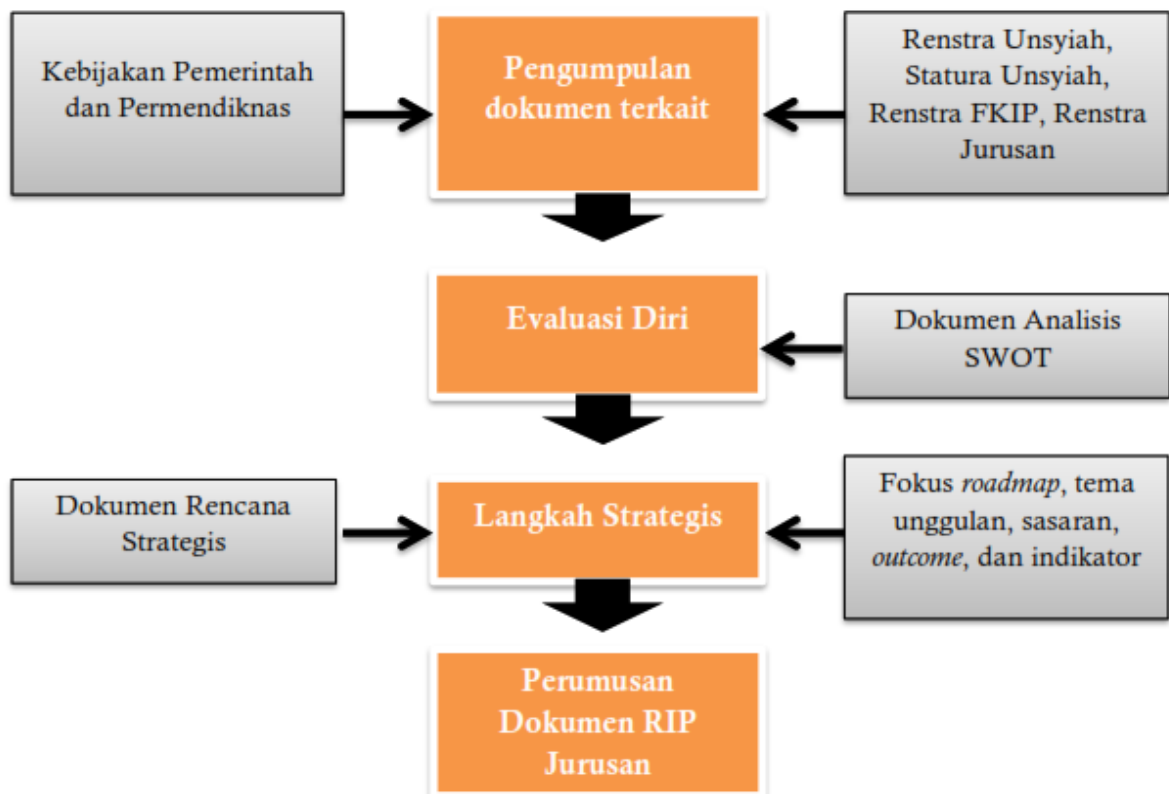 Kebijakan Pemerintah
dan Permendiknas
Pengumpulan
dokumen terkait
Renstra Unsyiah,
Statura Unsyiah,
Renstra FKIP, Renstra
Jurusan
Evaluasi Diri
Dokumen Analisis
SWOT
Dokumen Rencana
Strategis
Langkah Strategis
Fokus roadmap, tema
unggulan, sasaran,
outcome, dan indikator
Perumusan
Dokumen RIP
Jurusan